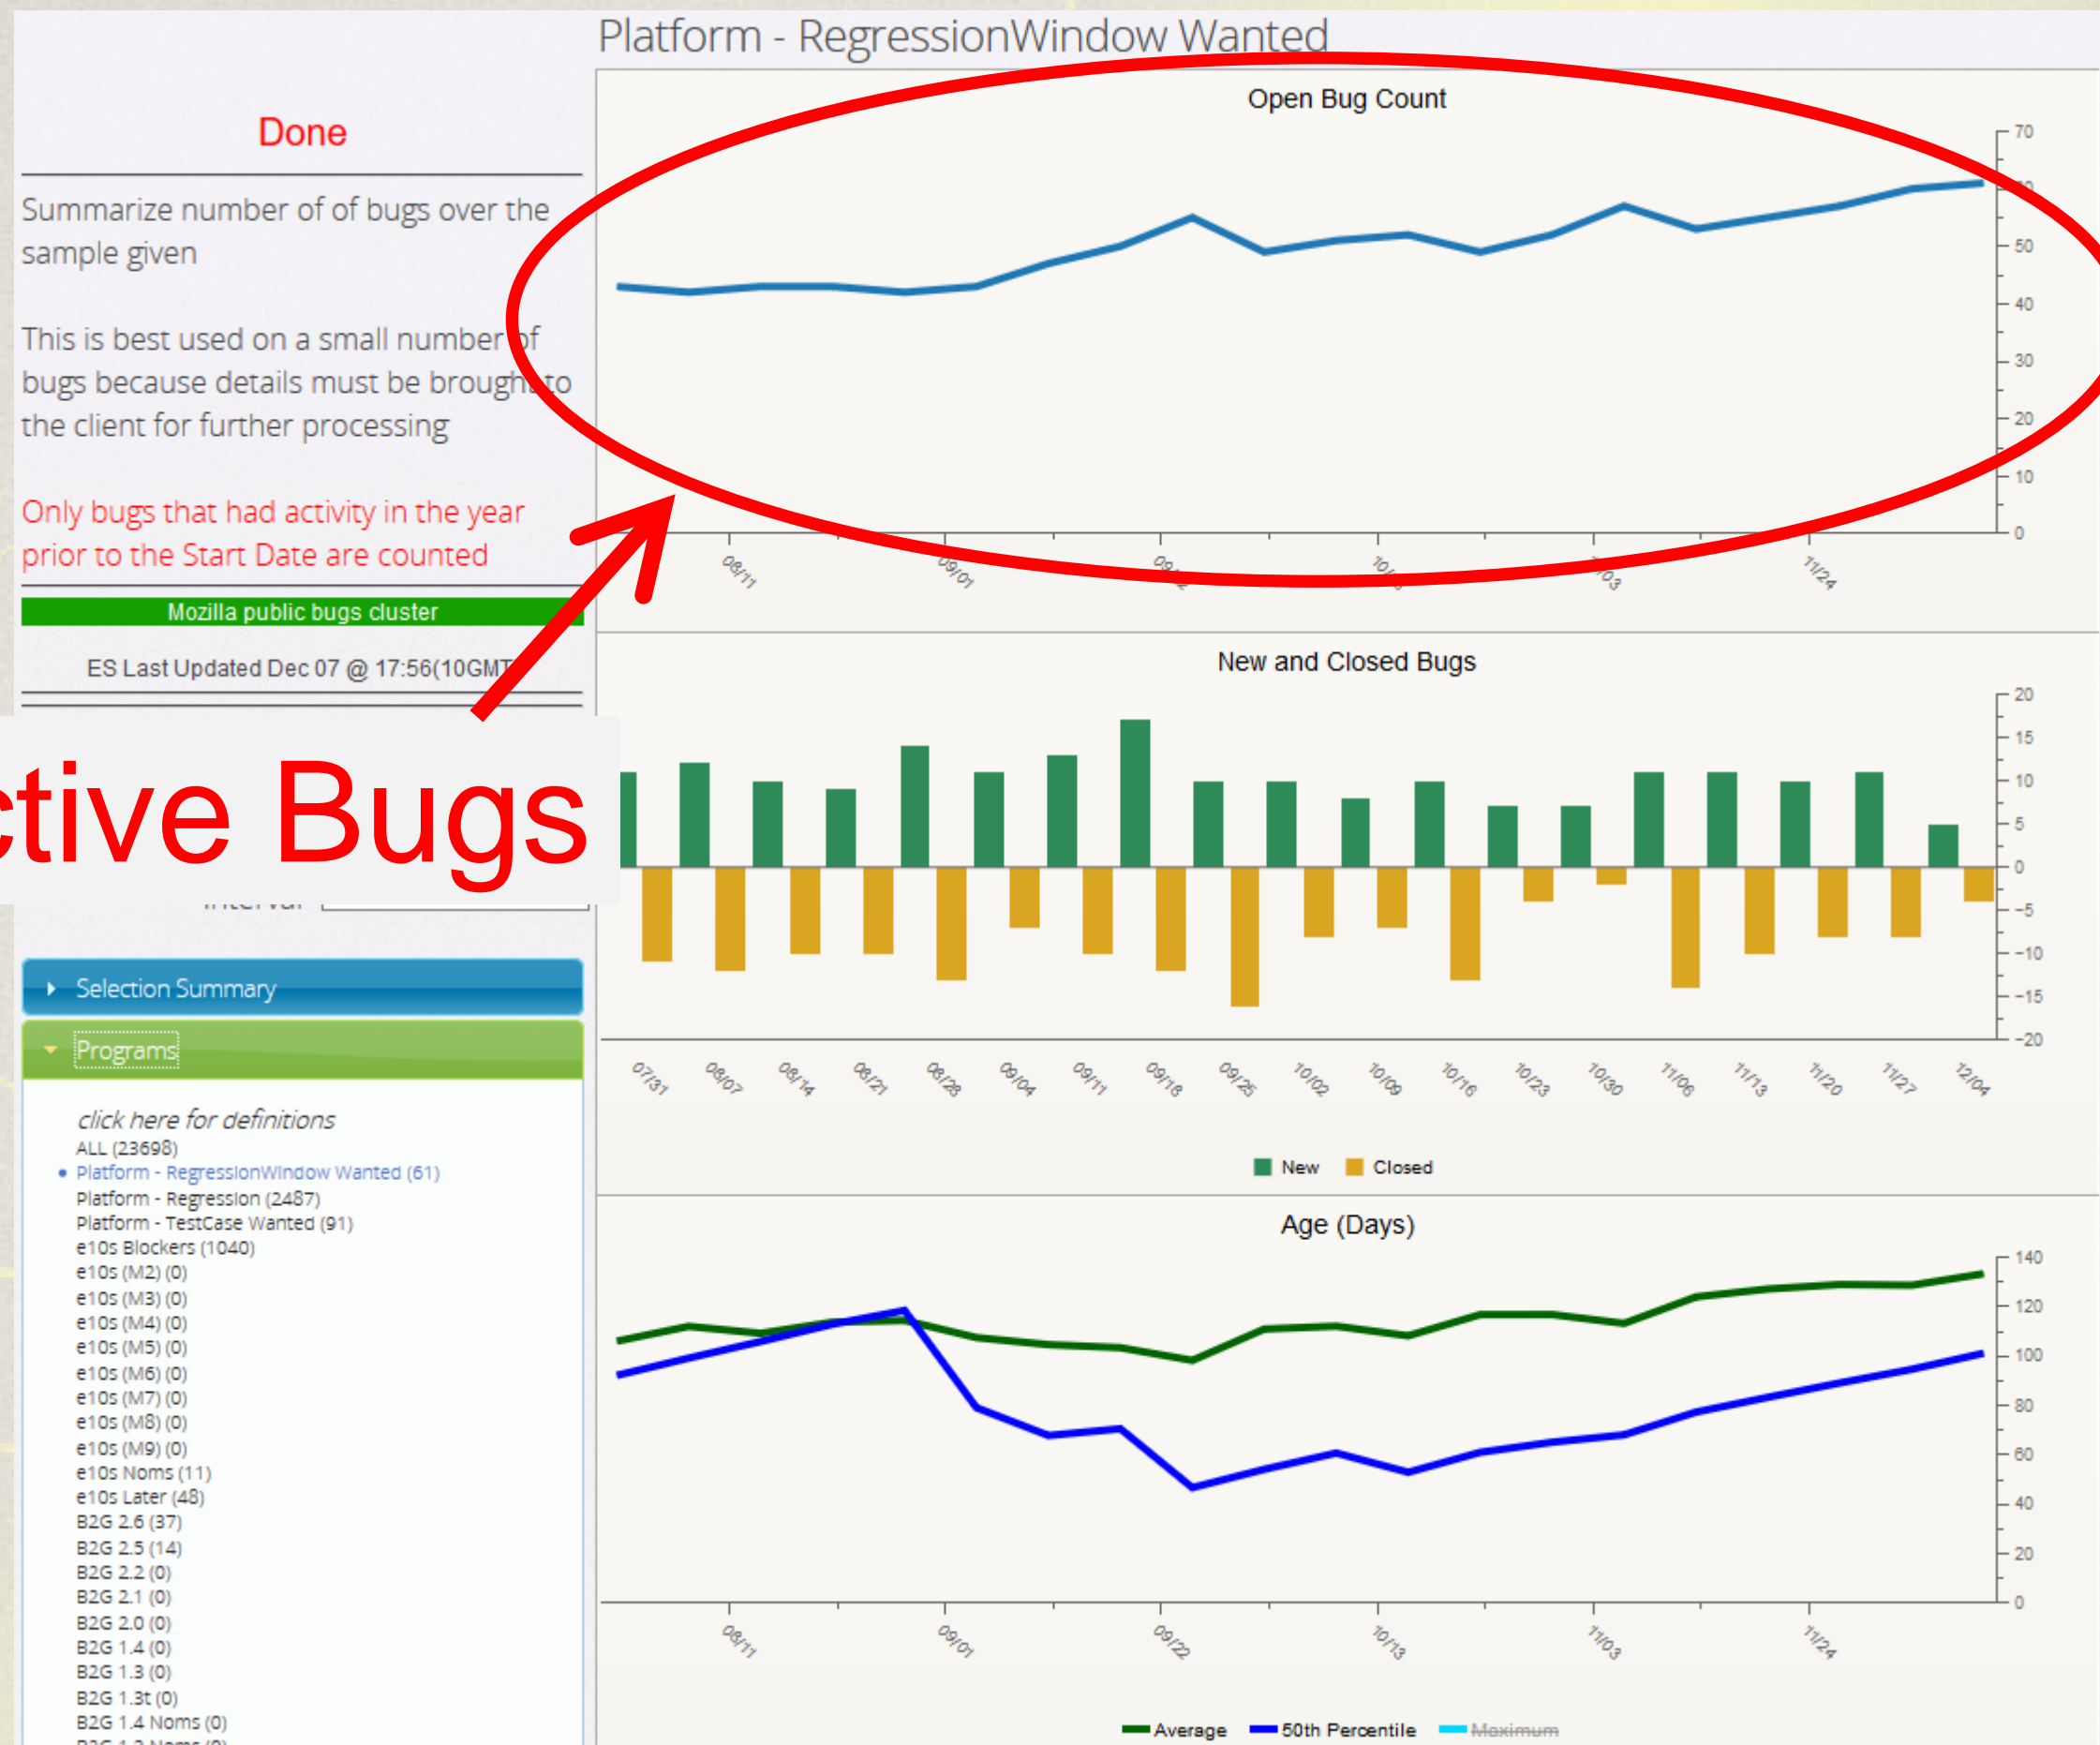 Platform - RegressionWindow Wanted
Done
Summarize number of of bugs over the
sample given
This is best used on a small number of
bugs because details must be brought to
the client for further processing
Only bugs that had activity in the year
prior to the Start Date are counted
Mozilla public bugs cluster
ES Last Updated Dec 07 @ 17:56(10GMT
ctive Bugs
Selection Summary
Programs
click here for definitions
ALL (23698)
Platform - RegressionWindow Wanted (61)
Platform - Regression (2487)
Platform - TestCase Wanted (91)
e10s Blockers (1040)
e10s (M2) (0)
e10s (M3) (0)
e10s (M4) (0)
e10s (M5) (0)
e10s (M6) (0)
e10s (M7) (0)
e10s (M8) (0)
e10s (M9) (0)
e10s Noms (11)
e10s Later (48)
B2G 2.6 (37)
B2G 2.5 (14)
B2G 2.2 (0)
B2G 2.1 (0)
B2G 2.0 (0)
B2G 1.4 (0)
B2G 1.3 (0)
B2G 1.3t (0)
B2G 1.4 Noms (0)
Open Bug Count
70
50
40
30
20
10
0
08/11 09/01 11/24
New and Closed Bugs
20
15
10
5
0
-5
-10
-15
-20
07/31 08/07 08/14 08/21 08/28 09/04 09/11 09/18 09/25 10/02 10/09 10/16 10/23 10/30 11/06 11/13 11/20 11/27 12/04
New Closed
Age (Days)
140
120
100
80
60
40
20
0
08/11 09/01 09/22 10/13 11/03 11/24
Average 50th Percentile Maximum